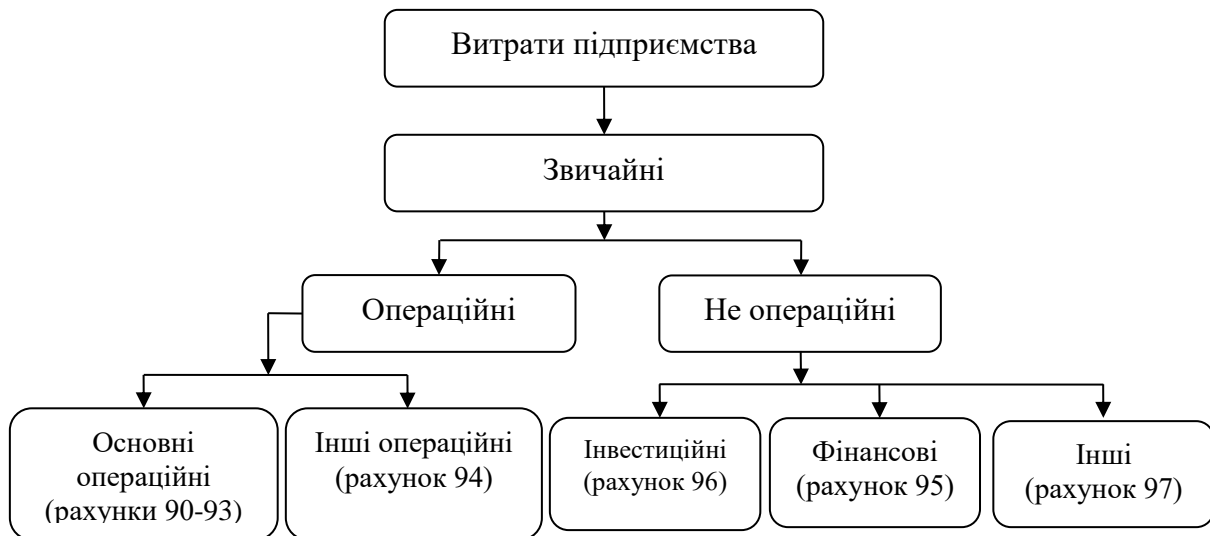 Витрати підприємства
Звичайні
Операційні
Не операційні
Основні
операційні
(рахунки 90-93)
Інші операційні
(рахунок 94)
Інвестиційні
(рахунок 96)
Фінансові
(рахунок 95)
Інші
(рахунок 97)